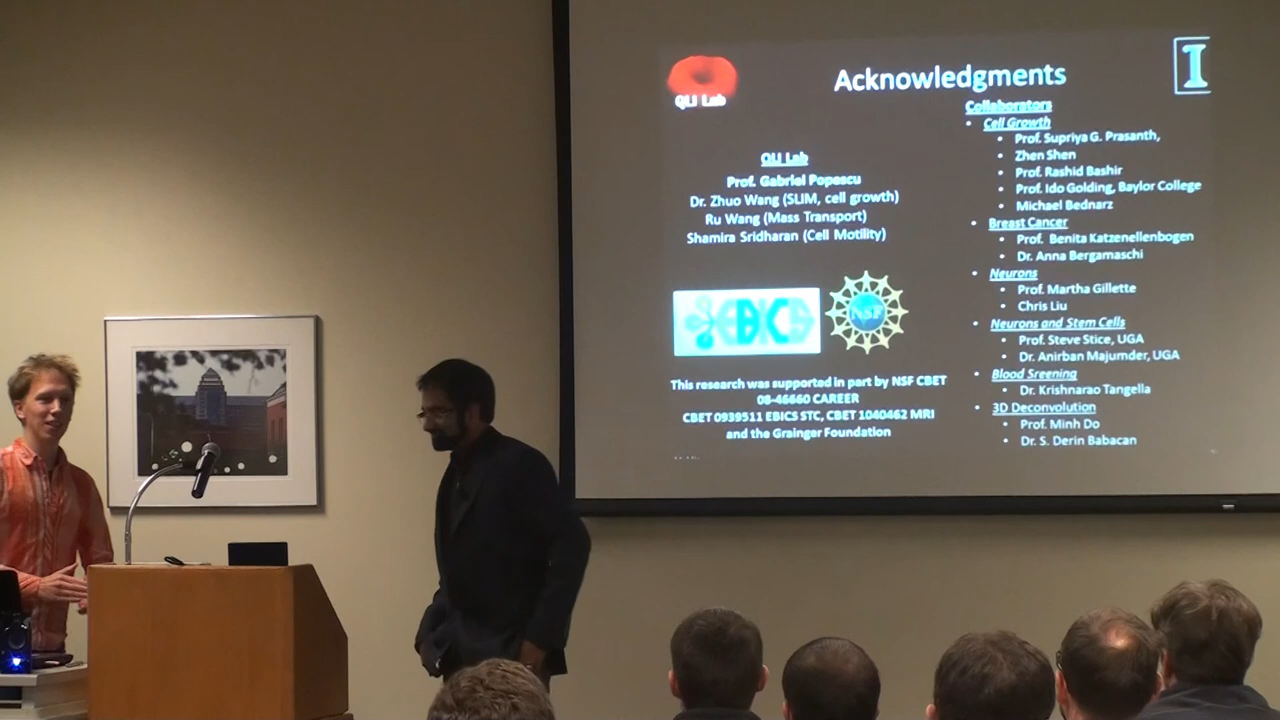 Acknowledgments
I
QLI Lab
QLI Lab
Prof. Gabriel Popescu
Dr. Zhuo Wang (SLIM, cell growth)
Ru Wang (Mass Transport)
Shamira Sridharan (Cell Motility)
EBICS
NSF
This research was supported in part by NSF CBET
08-46660 CAREER
CBET 0939511 EBICS STC, CBET 1040462 MRI
and the Grainger Foundation
Collaborators
• Cell Growth
• Prof. Supriya G. Prasanth,
• Zhen Shen
• Prof. Rashid Bashir
• Prof. Ido Golding, Baylor College
• Michael Bednarz
• Breast Cancer
• Prof. Benita Katzenellenbogen
• Dr. Anna Bergamaschi
• Neurons
• Prof. Martha Gillette
• Chris Liu
• Neurons and Stem Cells
• Prof. Steve Stice, UGA
• Dr. Anirban Majumder, UGA
• Blood Sreening
• Dr. Krishnarao Tangella
• 3D Deconvolution
• Prof. Minh Do
• Dr. S. Derin Babacan